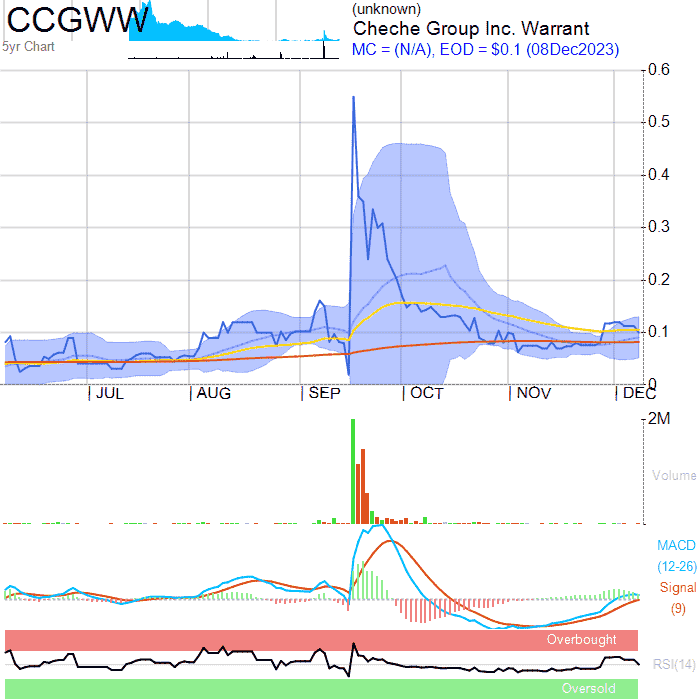 CCGWW
5yr Chart
(unknown)
Cheche Group Inc. Warrant
MC = (N/A), EOD = $0.1 (08Dec2023)
0.6
0.5
0.4
0.3
0.2
0.1
0
JUL AUG SEP OCT NOV DEC
2M
Volume
MACD
(12-26)
Signal
(9)
Overbought
RSI(14)
Oversold